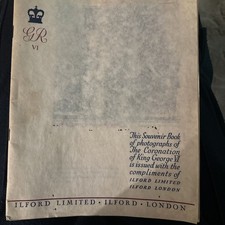 GR
VI
This Souvenir Book
of photographs of
The Coronation
of King George VI
is issued with the
compliments of
ILFORD LIMITED
ILFORD LONDON
ILFORD LIMITED • ILFORD • LONDON